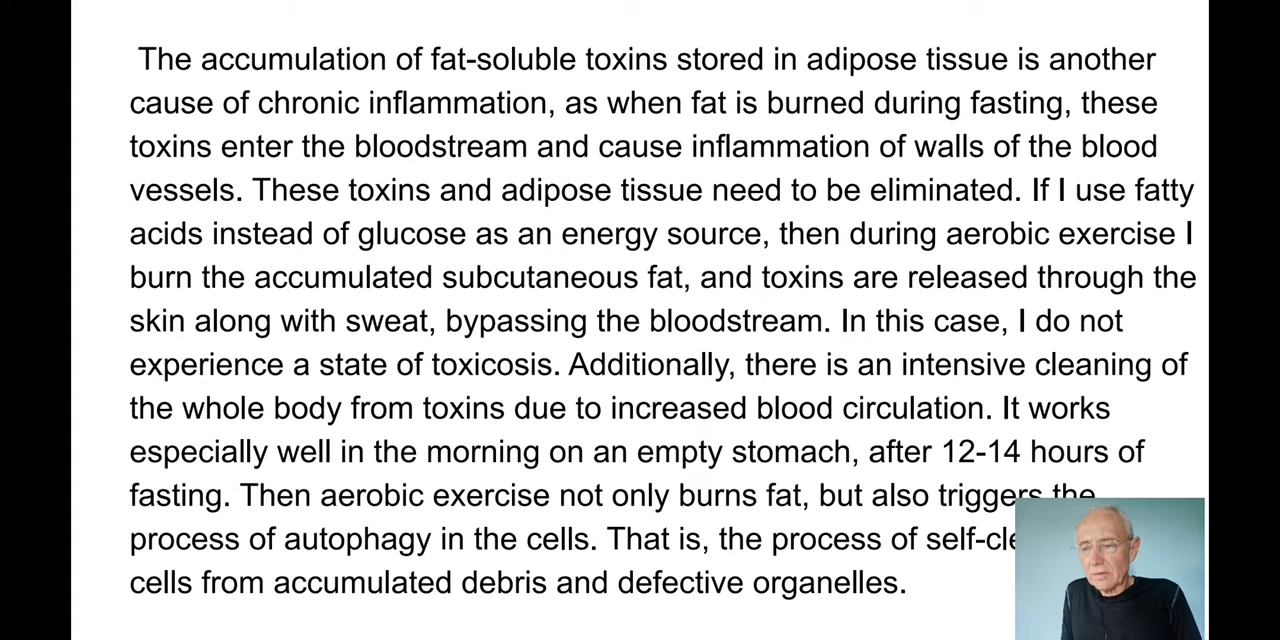 The accumulation of fat-soluble toxins stored in adipose tissue is another
cause of chronic inflammation, as when fat is burned during fasting, these
toxins enter the bloodstream and cause inflammation of walls of the blood
vessels. These toxins and adipose tissue need to be eliminated. If I use fatty
acids instead of glucose as an energy source, then during aerobic exercise I
burn the accumulated subcutaneous fat, and toxins are released through the
skin along with sweat, bypassing the bloodstream. In this case, I do not
experience a state of toxicosis. Additionally, there is an intensive cleaning of
the whole body from toxins due to increased blood circulation. It works
especially well in the morning on an empty stomach, after 12-14 hours of
fasting. Then aerobic exercise not only burns fat, but also triggers the
process of autophagy in the cells. That is, the process of
cells from accumulated debris and defective organelles.